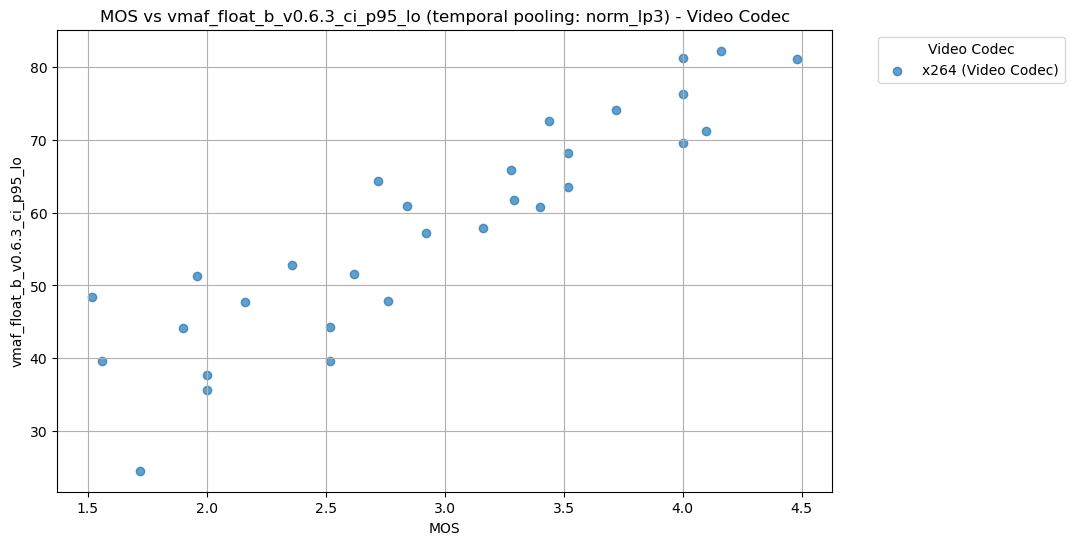 MOS vs vmaf_float_b_v0.6.3_ci_p95_lo (temporal pooling: norm_lp3) - Video Codec
Video Codec
x264 (Video Codec)
vmaf_float_b_v0.6.3_ci_p95_lo
80
70
60
50
40
30
1.5 2.0 2.5 3.0 3.5 4.0 4.5
MOS